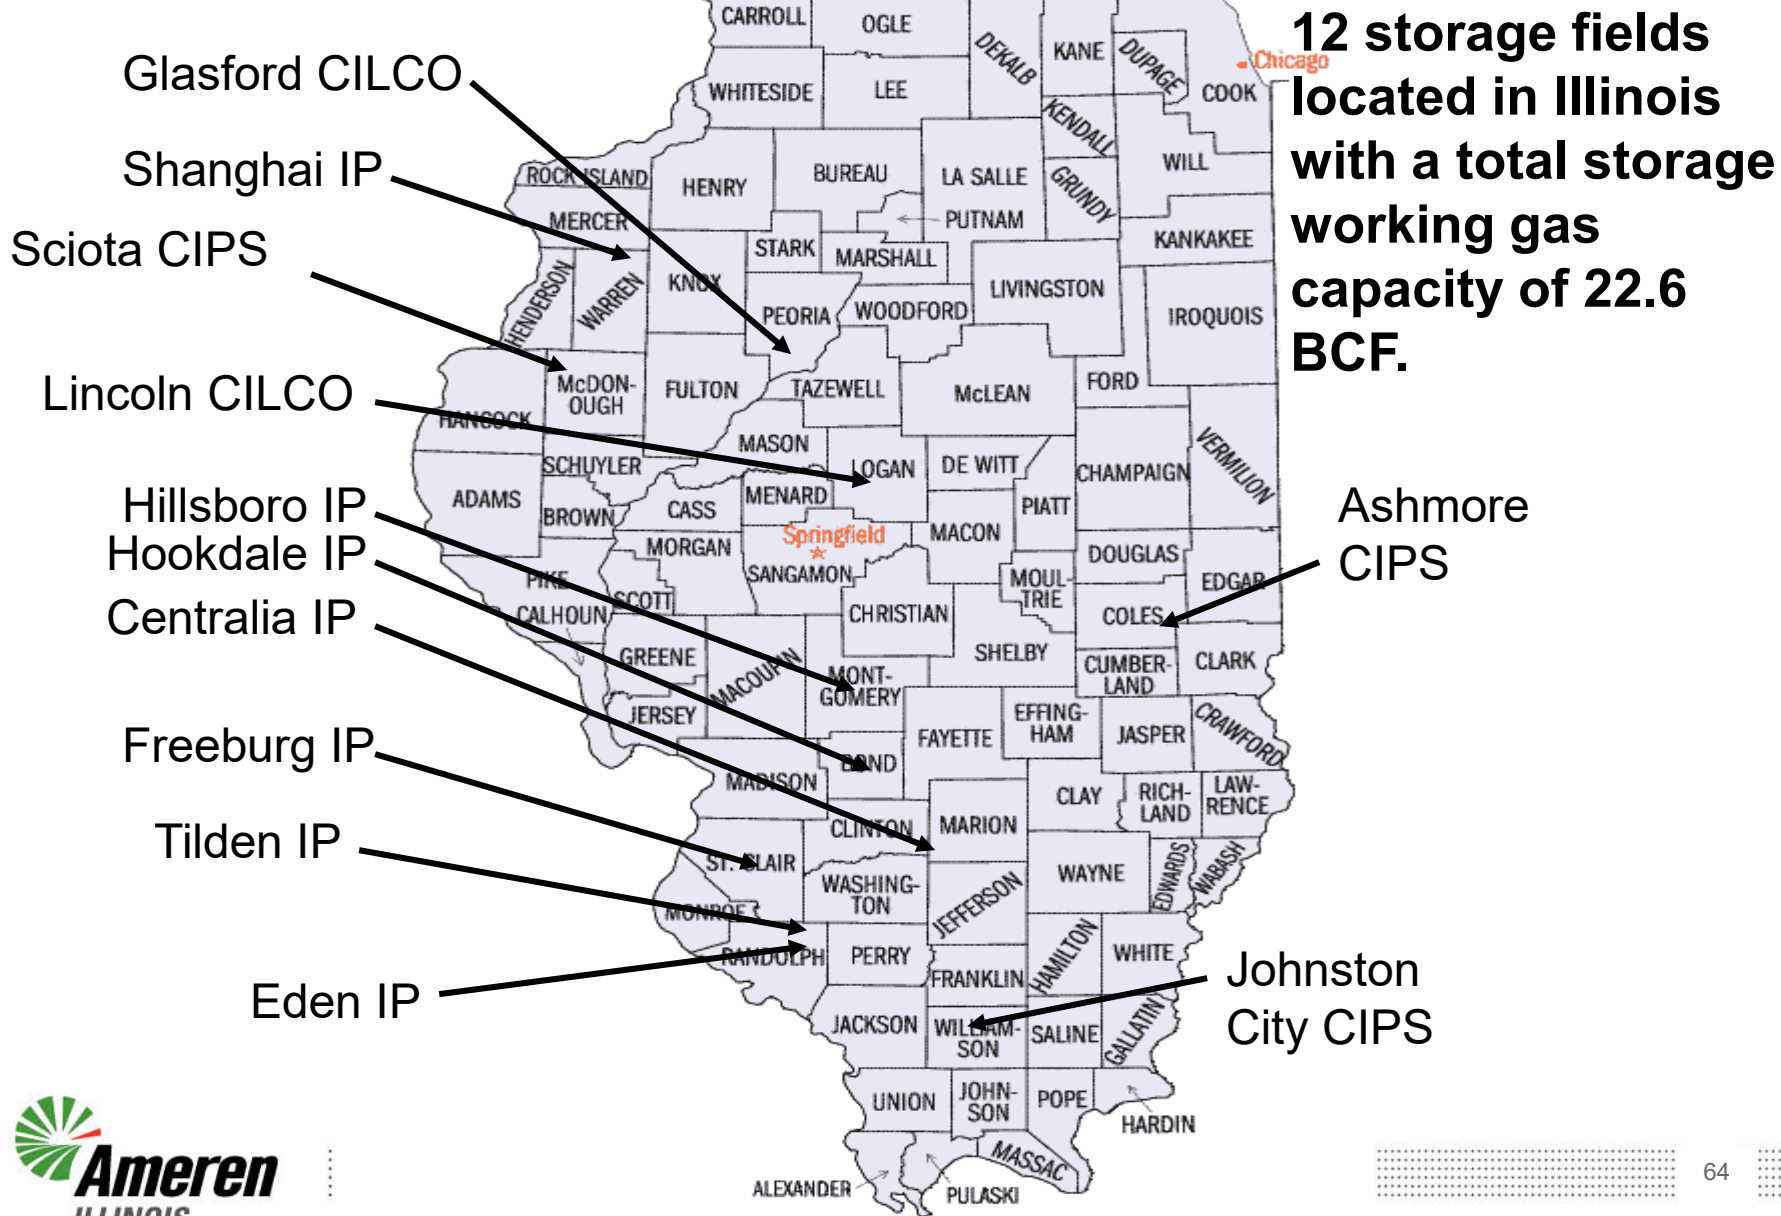 12 storage fields
located in Illinois
with a total storage
working gas
capacity of 22.6
BCF.
Glasford CILCO
Shanghai IP
Sciota CIPS
Lincoln CILCO
Hillsboro IP
Hookdale IP
Centralia IP
Freeburg IP
Tilden IP
Eden IP
Ashmore
CIPS
Johnston
City CIPS
CARROLL
OGLE
DEKALB
KANE
DUPAGE
Chicago
COOK
WHITESIDE
LEE
KENDALL
WILL
ROCK ISLAND
HENRY
BUREAU
LA SALLE
GRUNDY
MERCER
PUTNAM
STARK
MARSHALL
KANKAKEE
HENDERSON
WARREN
KNOX
PEORIA
WOODFORD
LIVINGSTON
IROQUOIS
McDON-
OUGH
FULTON
TAZEWELL
McLEAN
FORD
HANCOCK
MASON
VERMILION
SCHUYLER
LOGAN
DE WITT
CHAMPAIGN
ADAMS
BROWN
CASS
MENARD
PIATT
MACON
Springfield
MORGAN
SANGAMON
DOUGLAS
EDGAR
PIKE
SCOTT
MOUL-
TRIE
CALHOUN
CHRISTIAN
COLES
GREENE
MACOUPIN
MONT-
GOMERY
SHELBY
CUMBER-
LAND
CLARK
JERSEY
FAYETTE
EFFING-
HAM
JASPER
CRAWFORD
BOND
MADISON
CLAY
RICH-
LAND
LAW-
RENCE
CLINTON
MARION
ST. CLAIR
WASHING-
TON
JEFFERSON
WAYNE
EDWARDS
WABASH
MONROE
RANDOLPH
PERRY
FRANKLIN
HAMILTON
WHITE
JACKSON
WILLIAM-
SON
SALINE
GALLATIN
UNION
JOHN-
SON
POPE
HARDIN
ALEXANDER
PULASKI
MASSAC
Ameren
ILLINOIS
64